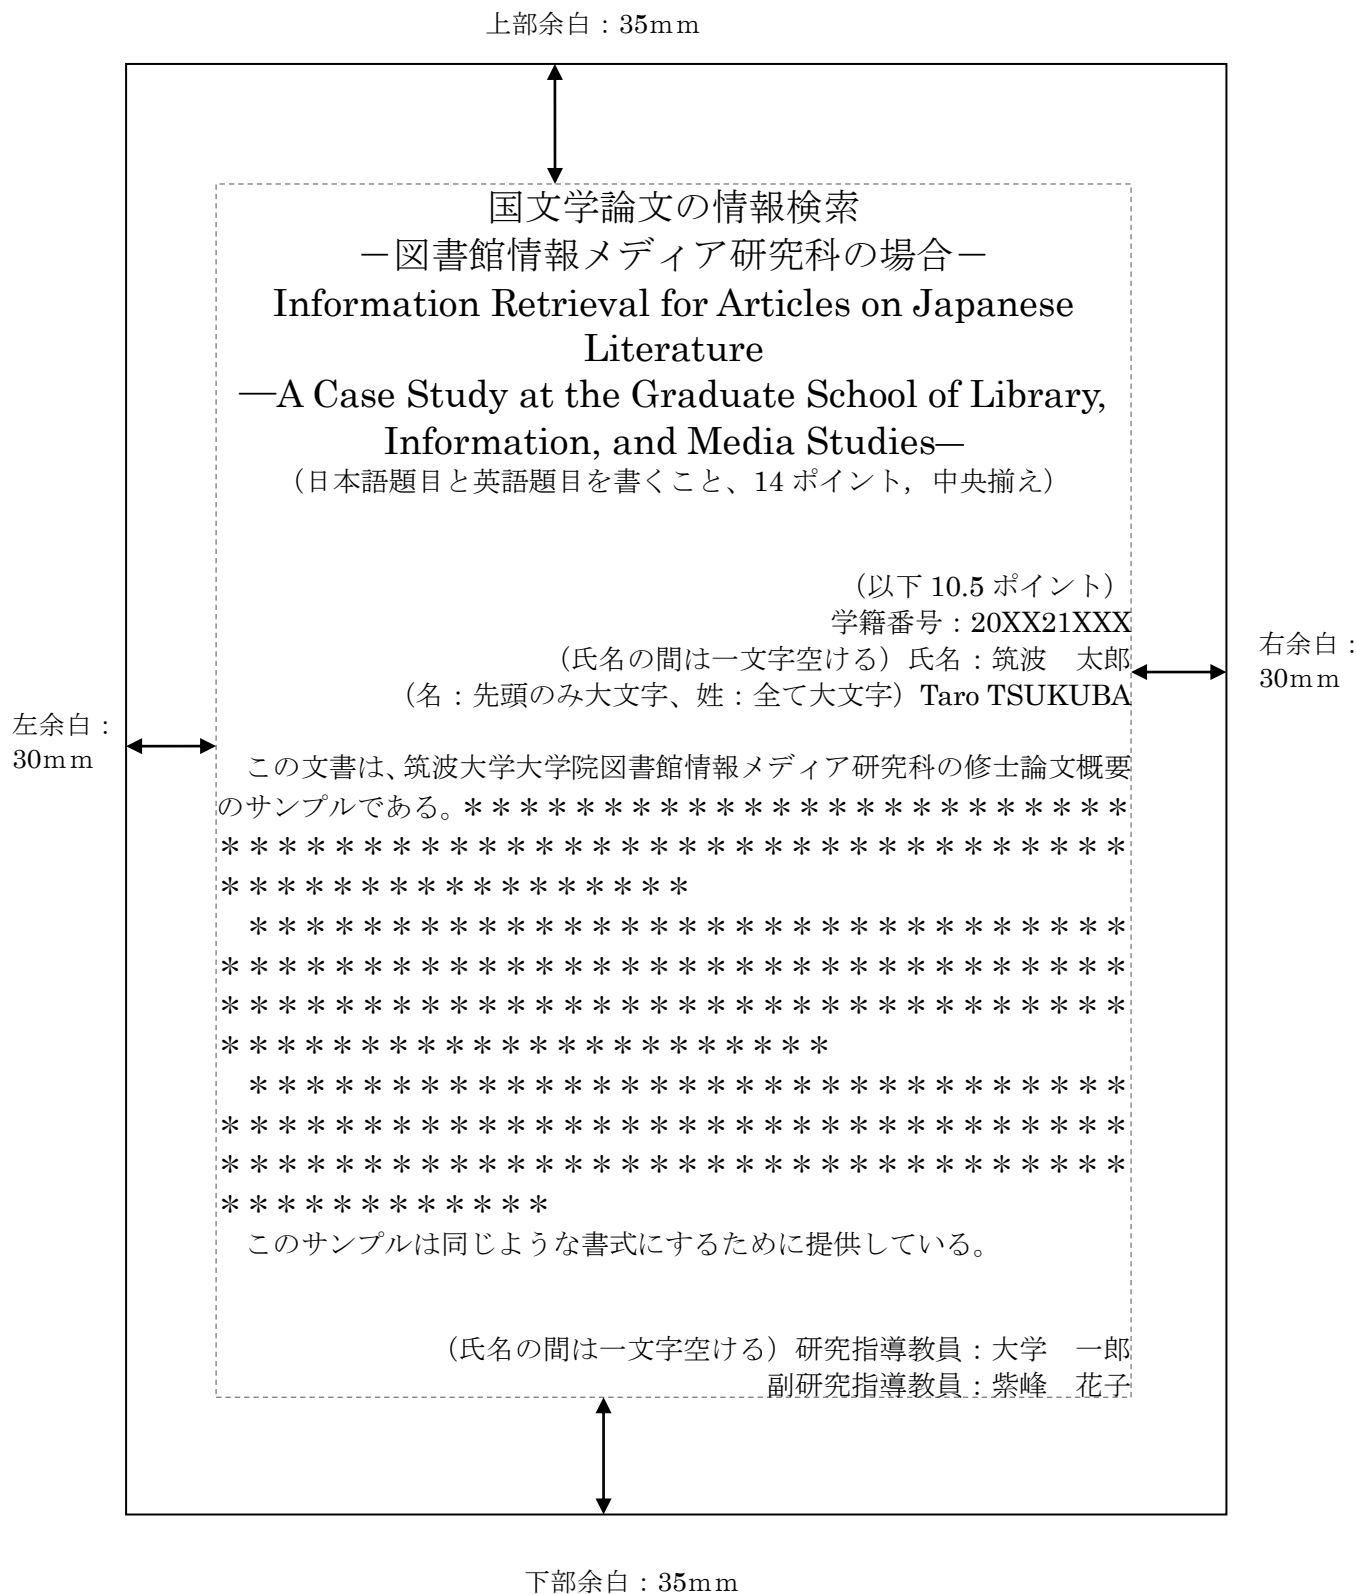 上部余白：35ｍｍ
国文学論文の情報検索
－図書館情報メディア研究科の場合－
Information Retrieval for Articles on Japanese
Literature
―A Case Study at the Graduate School of Library,
Information, and Media Studies―
（日本語題目と英語題目を書くこと、14 ポイント，中央揃え）
（以下 10.5 ポイント）
学籍番号：20XX21XXX
（氏名の間は一文字空ける）氏名：筑波　太郎
（名：先頭のみ大文字、姓：全て大文字）Taro TSUKUBA
右余白：
30ｍｍ
左余白：
30ｍｍ
　この文書は、筑波大学大学院図書館情報メディア研究科の修士論文概要
のサンプルである。＊＊＊＊＊＊＊＊＊＊＊＊＊＊＊＊＊＊＊＊＊＊＊＊
＊＊＊＊＊＊＊＊＊＊＊＊＊＊＊＊＊＊＊＊＊＊＊＊＊＊＊＊＊＊＊＊
＊＊＊＊＊＊＊＊＊＊＊＊＊＊＊＊＊
　＊＊＊＊＊＊＊＊＊＊＊＊＊＊＊＊＊＊＊＊＊＊＊＊＊＊＊＊＊＊＊
＊＊＊＊＊＊＊＊＊＊＊＊＊＊＊＊＊＊＊＊＊＊＊＊＊＊＊＊＊＊＊＊
＊＊＊＊＊＊＊＊＊＊＊＊＊＊＊＊＊＊＊＊＊＊＊＊＊＊＊＊＊＊＊＊
＊＊＊＊＊＊＊＊＊＊＊＊＊＊＊＊＊＊＊＊＊＊
　＊＊＊＊＊＊＊＊＊＊＊＊＊＊＊＊＊＊＊＊＊＊＊＊＊＊＊＊＊＊＊
＊＊＊＊＊＊＊＊＊＊＊＊＊＊＊＊＊＊＊＊＊＊＊＊＊＊＊＊＊＊＊＊
＊＊＊＊＊＊＊＊＊＊＊＊＊＊＊＊＊＊＊＊＊＊＊＊＊＊＊＊＊＊＊＊
＊＊＊＊＊＊＊＊＊＊＊＊
　このサンプルは同じような書式にするために提供している。
（氏名の間は一文字空ける）研究指導教員：大学　一郎
副研究指導教員：紫峰　花子
下部余白：35ｍｍ